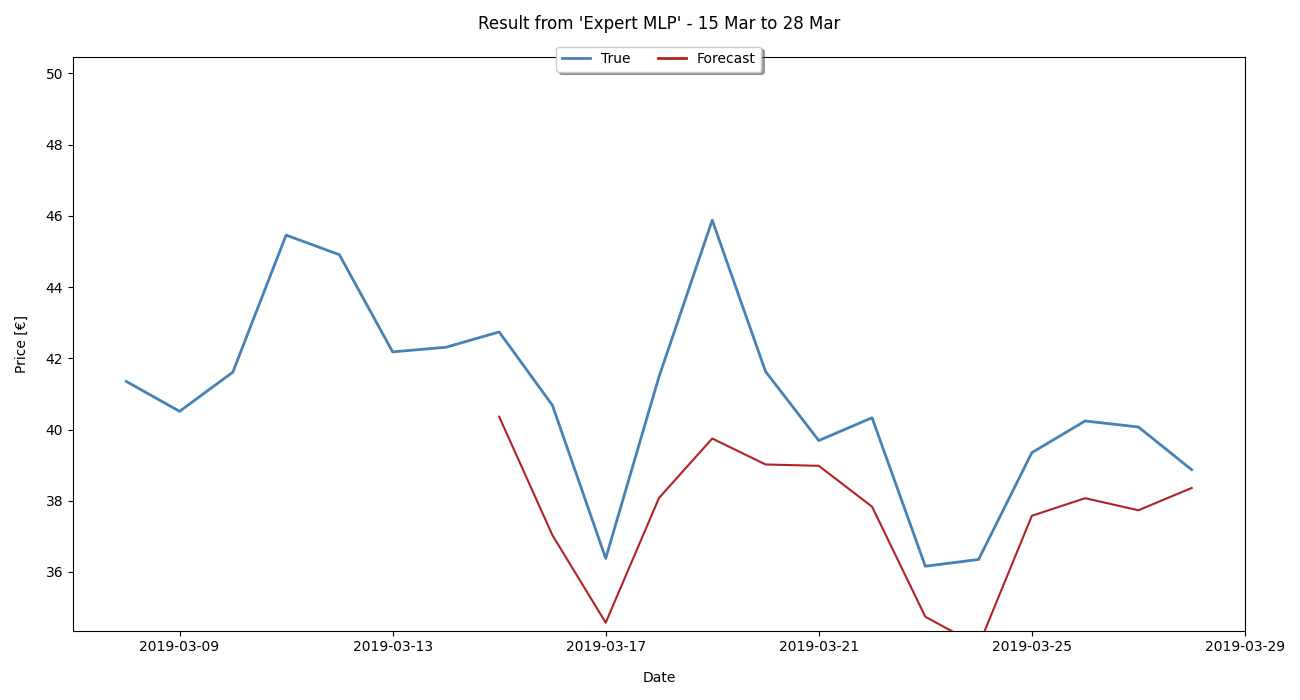 Result from 'Expert MLP' - 15 Mar to 28 Mar
True Forecast
50
48
46
44
42
40
38
36
Price [€]
2019-03-09 2019-03-13 2019-03-17 2019-03-21 2019-03-25 2019-03-29
Date